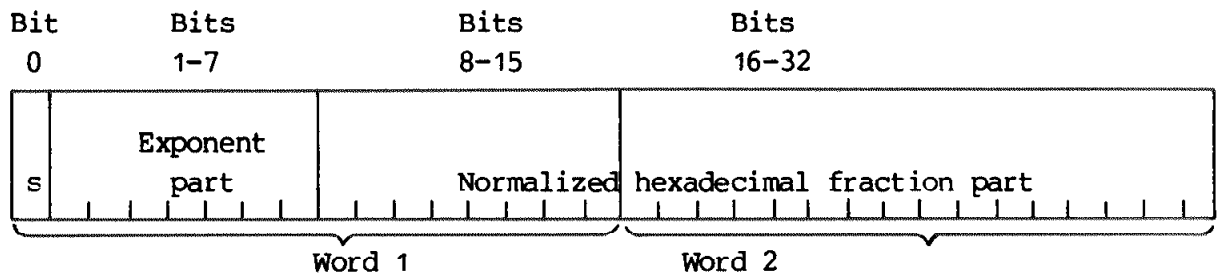 Bit Bits Bits Bits
0 1-7 8-15 16-32
Exponent
s part Normalized hexadecimal fraction part
Word 1 Word 2